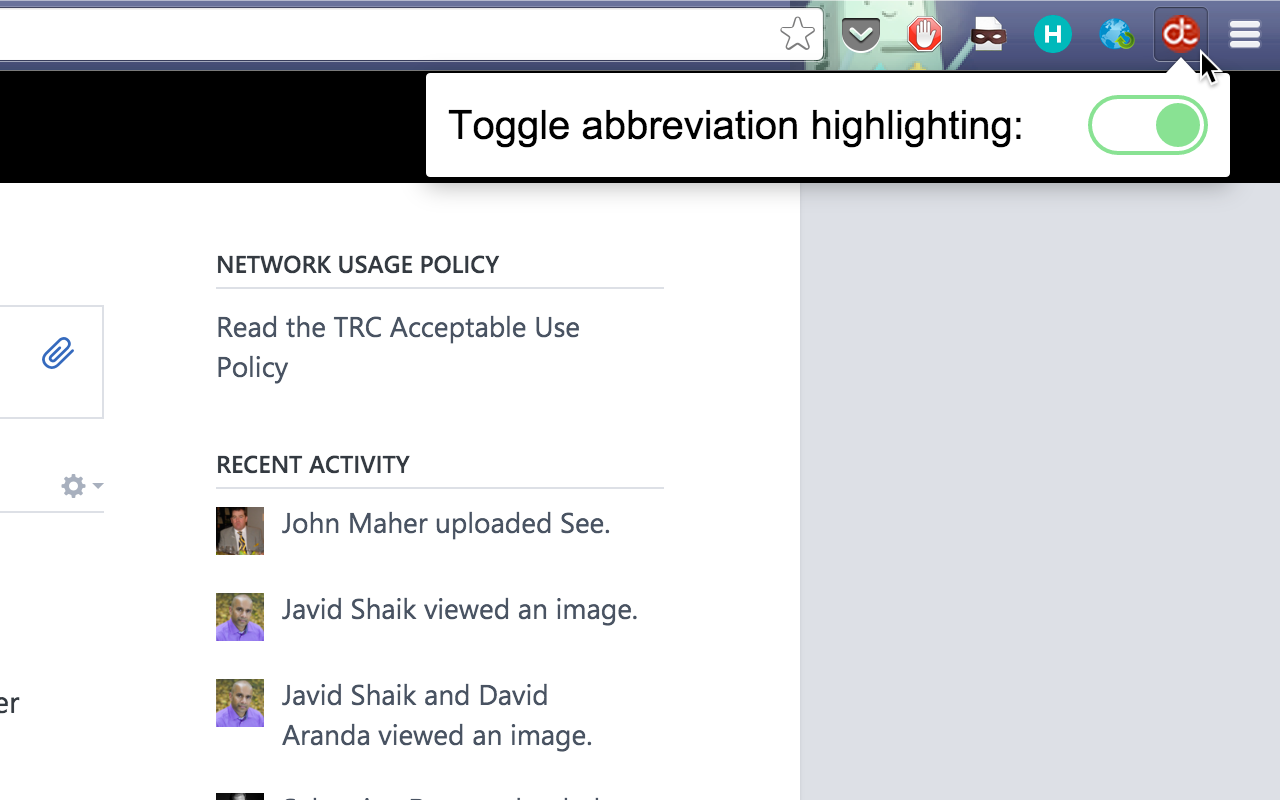 H
dt
Toggle abbreviation highlighting:
NETWORK USAGE POLICY
Read the TRC Acceptable Use
Policy
RECENT ACTIVITY
John Maher uploaded See.
Javid Shaik viewed an image.
er
Javid Shaik and David
Aranda viewed an image.